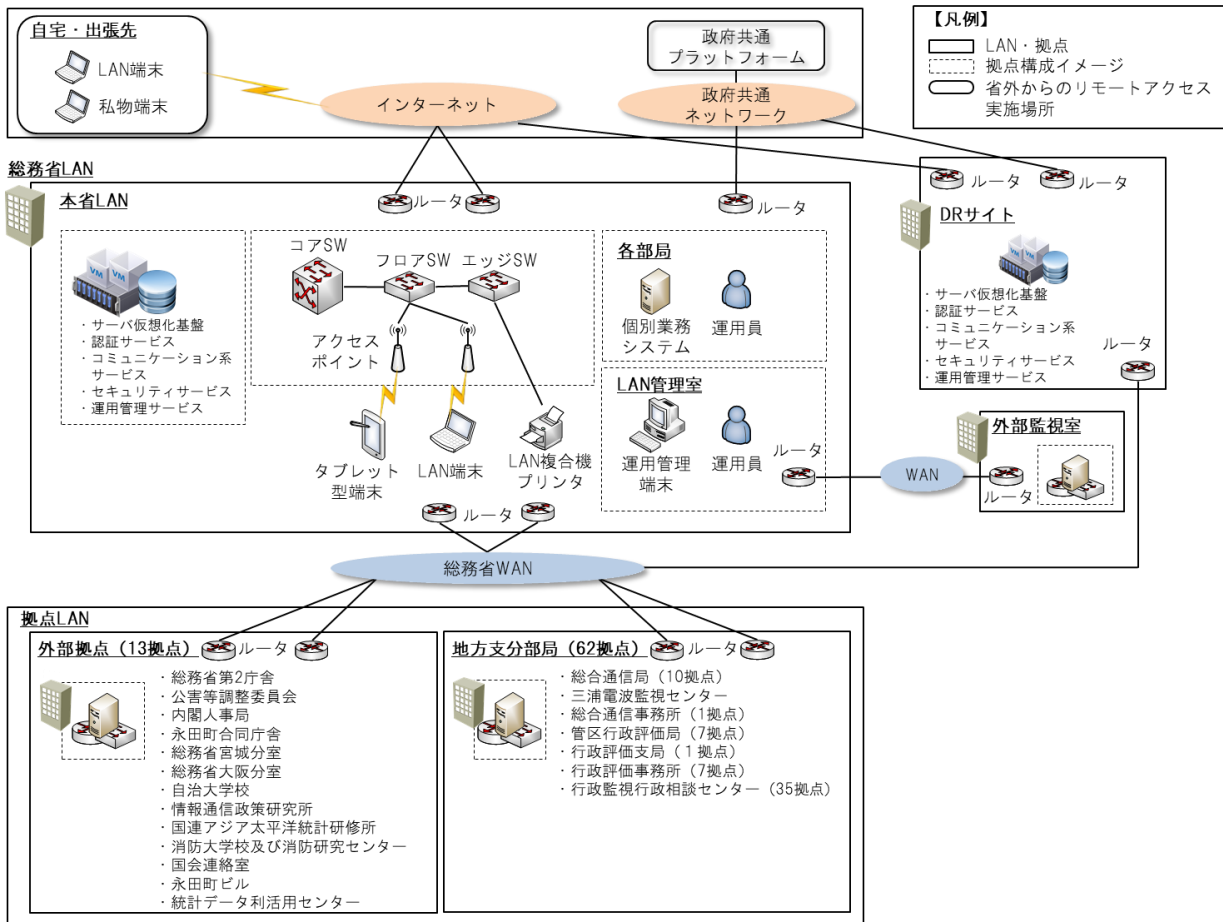 自宅・出張先
LAN端末
私物端末
インターネット
政府共通
プラットフォーム
政府共通
ネットワーク
【凡例】
LAN・拠点
拠点構成イメージ
省外からのリモートアクセス
実施場所
総務省LAN
本省LAN
ルータ
ルータ
ルータ
ルータ
DRサイト
・サーバ仮想化基盤
・認証サービス
・コミュニケーション系
サービス
・セキュリティサービス
・運用管理サービス
ルータ
VM
VM
・サーバ仮想化基盤
・認証サービス
・コミュニケーション系
サービス
・セキュリティサービス
・運用管理サービス
コアSW
フロアSW
エッジSW
アクセス
ポイント
タブレット
型端末
LAN端末
LAN複合機
プリンタ
ルータ
各部局
個別業務
システム
運用員
LAN管理室
運用管理
端末
運用員
ルータ
WAN
外部監視室
ルータ
総務省WAN
拠点LAN
外部拠点（13拠点）
ルータ
・総務省第2庁舎
・公害等調整委員会
・内閣人事局
・永田町合同庁舎
・総務省宮城分室
・総務省大阪分室
・自治大学校
・情報通信政策研究所
・国連アジア太平洋統計研修所
・消防大学校及び消防研究センター
・国会連絡室
・永田町ビル
・統計データ利活用センター
地方支分部局（62拠点）
ルータ
・総合通信局（10拠点）
・三浦電波監視センター
・総合通信事務所（1拠点）
・管区行政評価局（7拠点）
・行政評価支局（１拠点）
・行政評価事務所（7拠点）
・行政監視行政相談センター（35拠点）